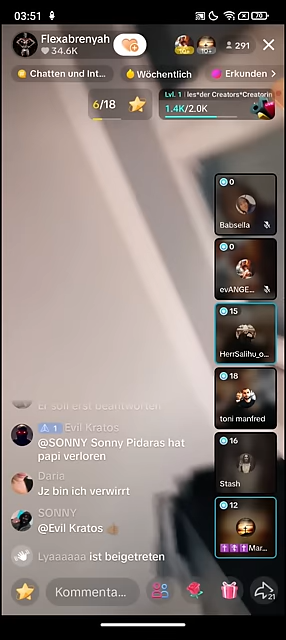 03:51
70
Flexabrenyah
34.6K
10+
10+
291
Chatten und Int...
Wöchentlich
Erkunden >
6/18
Lvl. 1 | les*der Creators*Creatorin
1.4K/2.0K
0
Babsella
0
evANGE...
15
HerrSalihu_o...
18
toni manfred
16
Stash
12
Mar...
Er soll erst beantworten
1 Evil Kratos
@SONNY Sonny Pidaras hat
papi verloren
Daria
Jz bin ich verwirrt
SONNY
@Evil Kratos
Lyaaaaaa ist beigetreten
Kommenta...
21